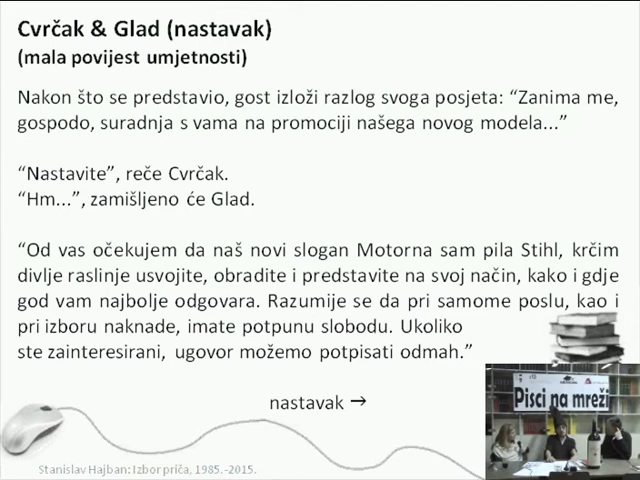 Cvrčak & Glad (nastavak)
(mala povijest umjetnosti)
Nakon što se predstavio, gost izloži razlog svoga posjeta: “Zanima me,
gospodo, suradnja s vama na promociji našega novog modela...”
“Nastavite”, reče Cvrčak.
“Hm...”, zamišljeno će Glad.
“Od vas očekujem da naš novi slogan Motorna sam pila Stihl, krčim
divlje raslinje usvojite, obradite i predstavite na svoj način, kako i gdje
god vam najbolje odgovara. Razumije se da pri samome poslu, kao i
pri izboru naknade, imate potpunu slobodu. Ukoliko
ste zainteresirani, ugovor možemo potpisati odmah.”
nastavak →
Pisci na mreži
Stanislav Hajban: Izbor priča, 1985.-2015.